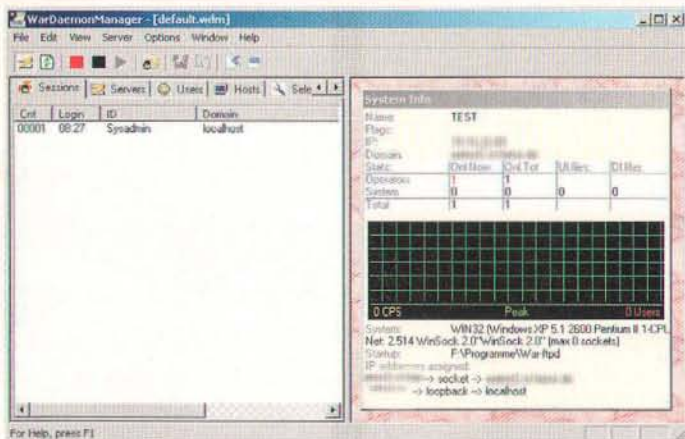 WarDaemonManager - [default.wdm]
File Edit View Server Options Window Help
Sessions Servers Users Hosts Sele
Cnt Login ID Domain
00001 08:27 Sysadmin localhost
System Info
Name: TEST
Flags:
IP:
Domain:
Static: Onl Now Onl Tot Ul files: Dl files
Operators 1 1
System 0 0 0 0
Total 1 1
0 CPS Peak 0 Users
System: WIN32 (Windows XP 5.1 2600 Pentium II 1-CPU
Net: 2.514 WinSock 2.0"WinSock 2.0" (max 0 sockets)
Startup: F:\Programme\War-ftpd
IP addresses assigned:
-> socket ->
-> loopback -> localhost
For Help, press F1